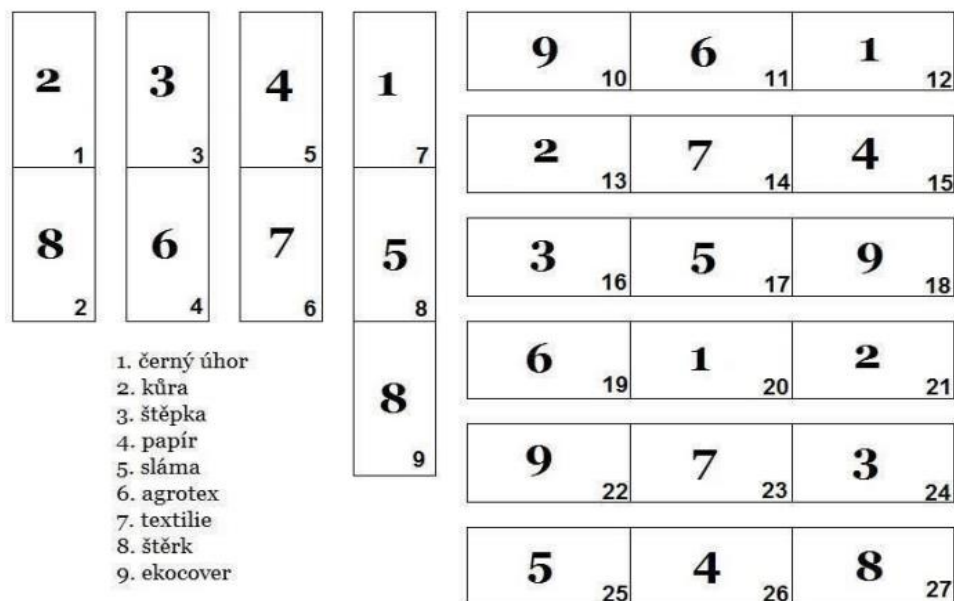 2 3 4 1 9 6 1
1 3 5 7 10 11 12
2 7 4
13 14 15
8 6 7 5 3 5 9
2 4 6 8 16 17 18
1. černý úhor
2. kůra
3. štěpka
4. papír
5. sláma
6. agrotex
7. textilie
8. štěrk
9. ekocover
8
9
6 1 2
19 20 21
9 7 3
22 23 24
5 4 8
25 26 27